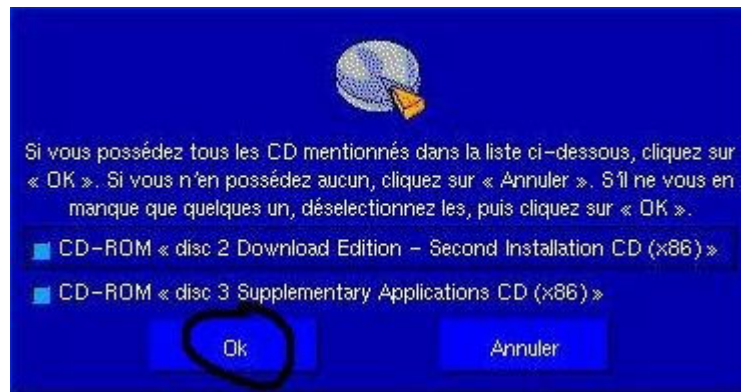 Si vous possédez tous les CD mentionnés dans la liste ci-dessous, cliquez sur
« OK ». Si vous n'en possédez aucun, cliquez sur « Annuler ». S'il ne vous en
manque que quelques un, déselectionnez les, puis cliquez sur « OK ».
CD-ROM « disc 2 Download Edition - Second Installation CD (x86) »
CD-ROM « disc 3 Supplementary Applications CD (x86) »
Ok Annuler